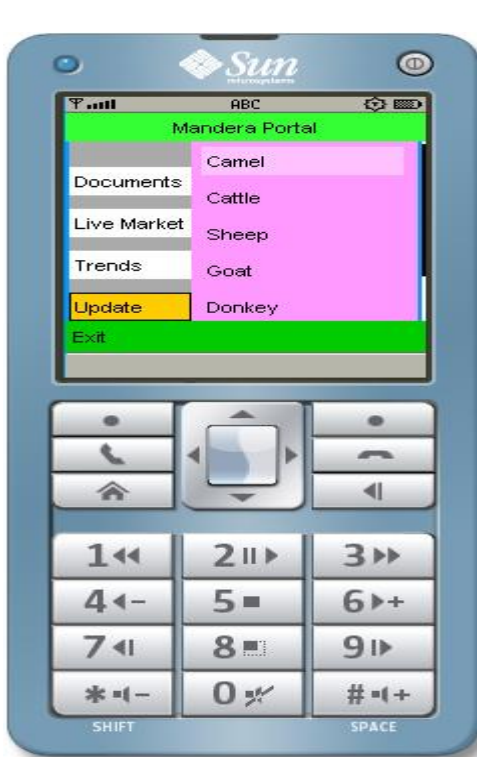 Sun
microsystems
ABC
Mandera Portal
Documents
Live Market
Trends
Update
Camel
Cattle
Sheep
Goat
Donkey
Exit
1
2
3
4 -
5
6 +
7
8
9
* -
0
# +
SHIFT
SPACE